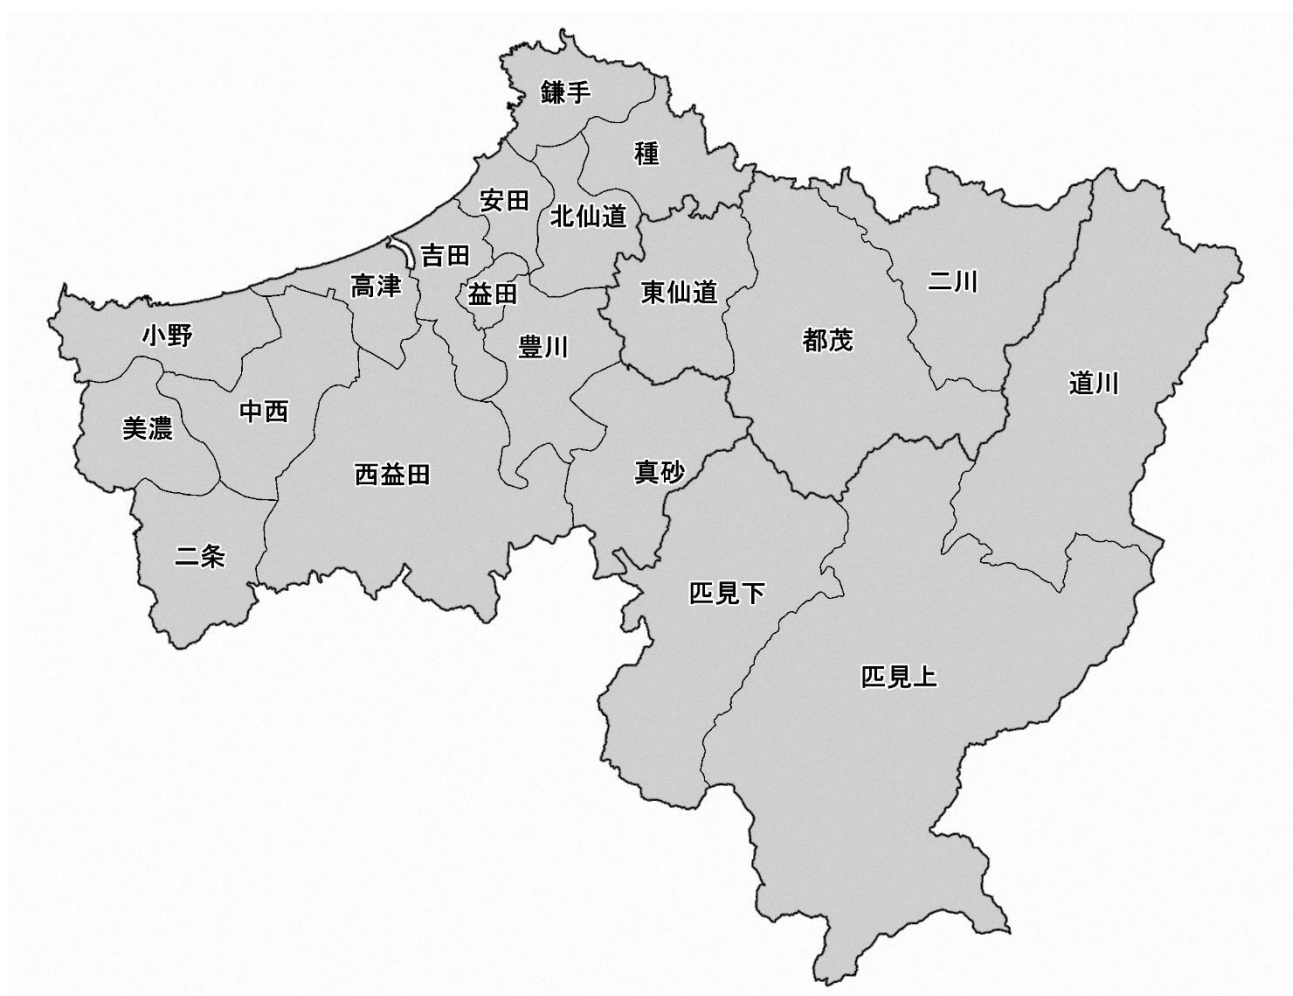 鎌手
種
安田
北仙道
吉田
高津
益田
東仙道
二川
小野
豊川
都茂
道川
美濃
中西
西益田
真砂
二条
匹見下
匹見上